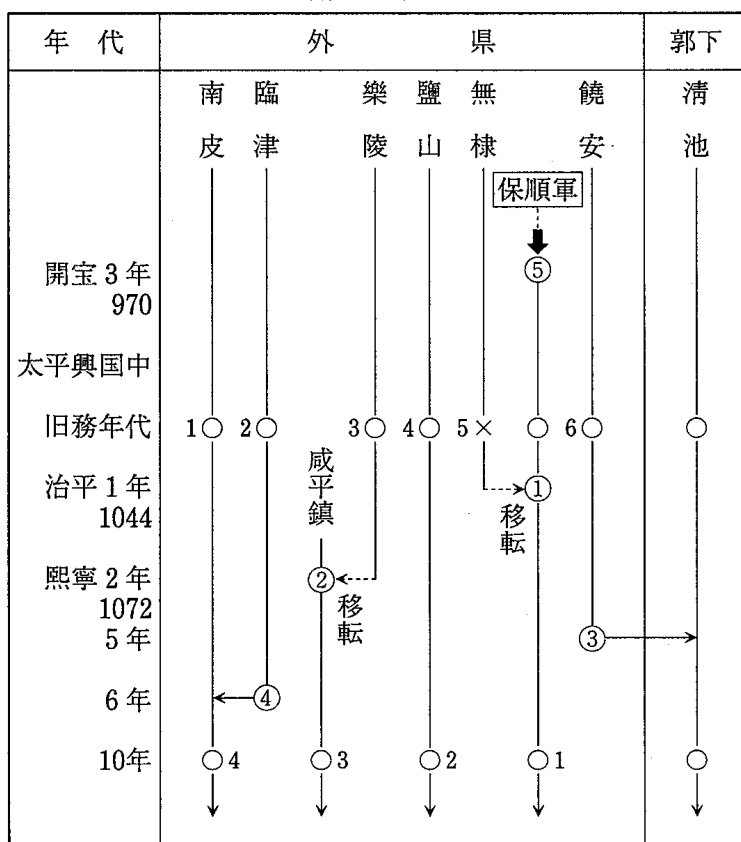 年代 外県 郭下
南皮 臨津 樂陵 鹽山 無棣 饒安 清池
保順軍
開宝3年 ⑤
970
太平興国中
旧務年代 1 2 3 4 5× 6
咸平鎮
治平1年 ①
1044
移転
熙寧2年 ②
1072
移転
5年 ③
6年 ④
10年 4 3 2 1